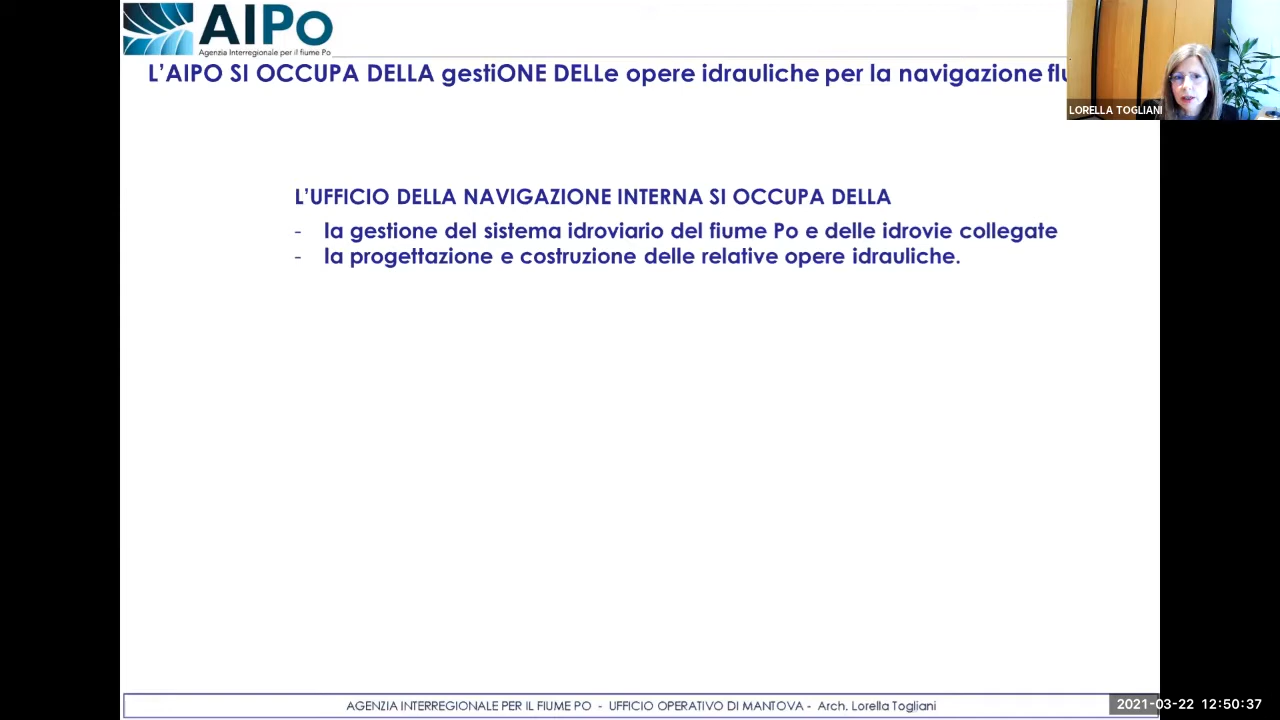 AIPo
Agenzia Interregionale per il fiume Po
L'AIPO SI OCCUPA DELLA gestiONE DELLe opere idrauliche per la navigazione
LORELLA TOGLIANI
L'UFFICIO DELLA NAVIGAZIONE INTERNA SI OCCUPA DELLA
- la gestione del sistema idroviario del fiume Po e delle idrovie collegate
- la progettazione e costruzione delle relative opere idrauliche.
AGENZIA INTERREGIONALE PER IL FIUME PO - UFFICIO OPERATIVO DI MANTOVA - Arch. Lorella Togliani
2021-03-22 12:50:37